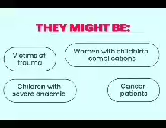 THEY MIGHT BE:
Victims of
trauma
Women with childbirth
complications
Children with
severe anaemia
Cancer
patients